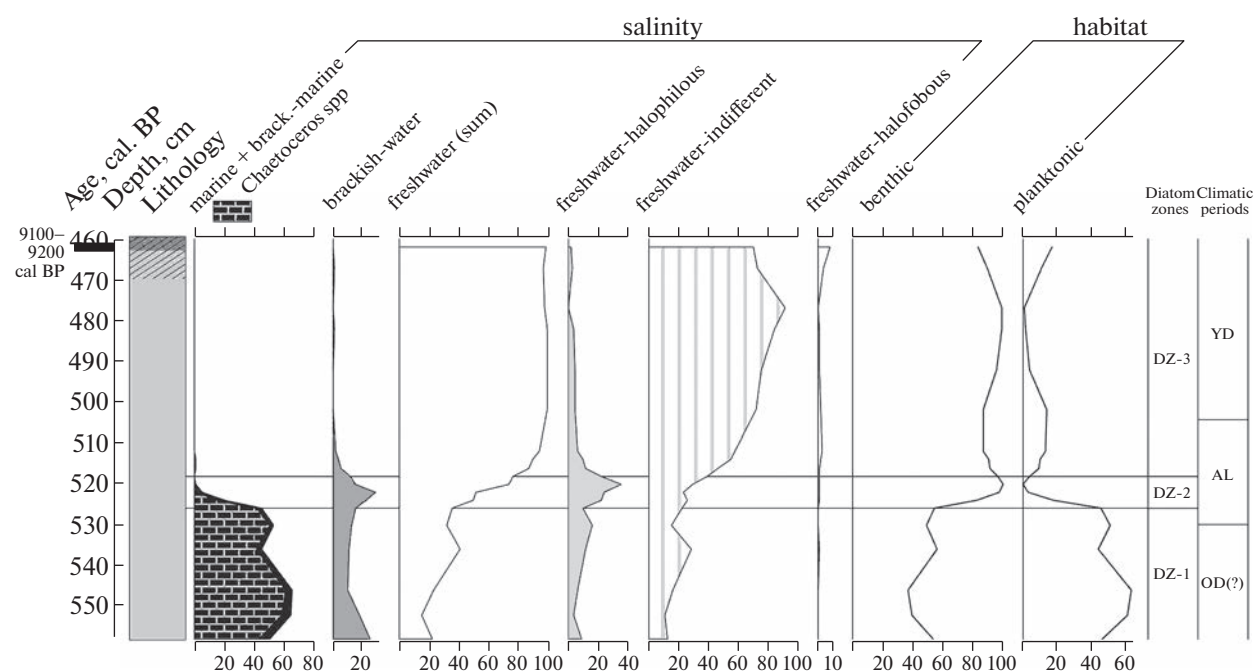 salinity
habitat
Age, cal. BP
Depth, cm
Lithology
marine + brack.-marine
Chaetoceros spp
brackish-water
freshwater (sum)
freshwater-halophilous
freshwater-indifferent
freshwater-halofobous
benthic
planktonic
Diatom zones
Climatic periods
9100–
9200
cal BP
460
470
480
490
500
510
520
530
540
550
DZ-3
DZ-2
DZ-1
YD
AL
OD(?)
20 40 60 80
20
20 40 60 80 100
20 40
20 40 60 80 100
10
20 40 60 80 100
20 40 60